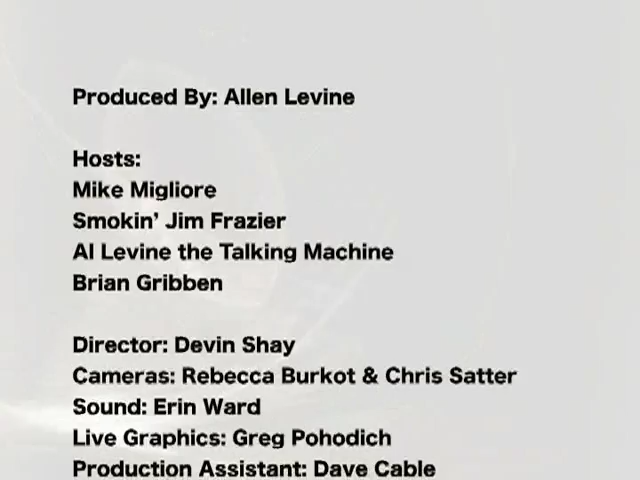 Produced By: Allen Levine
Hosts:
Mike Migliore
Smokin’ Jim Frazier
Al Levine the Talking Machine
Brian Gribben
Director: Devin Shay
Cameras: Rebecca Burkot & Chris Satter
Sound: Erin Ward
Live Graphics: Greg Pohodich
Production Assistant: Dave Cable